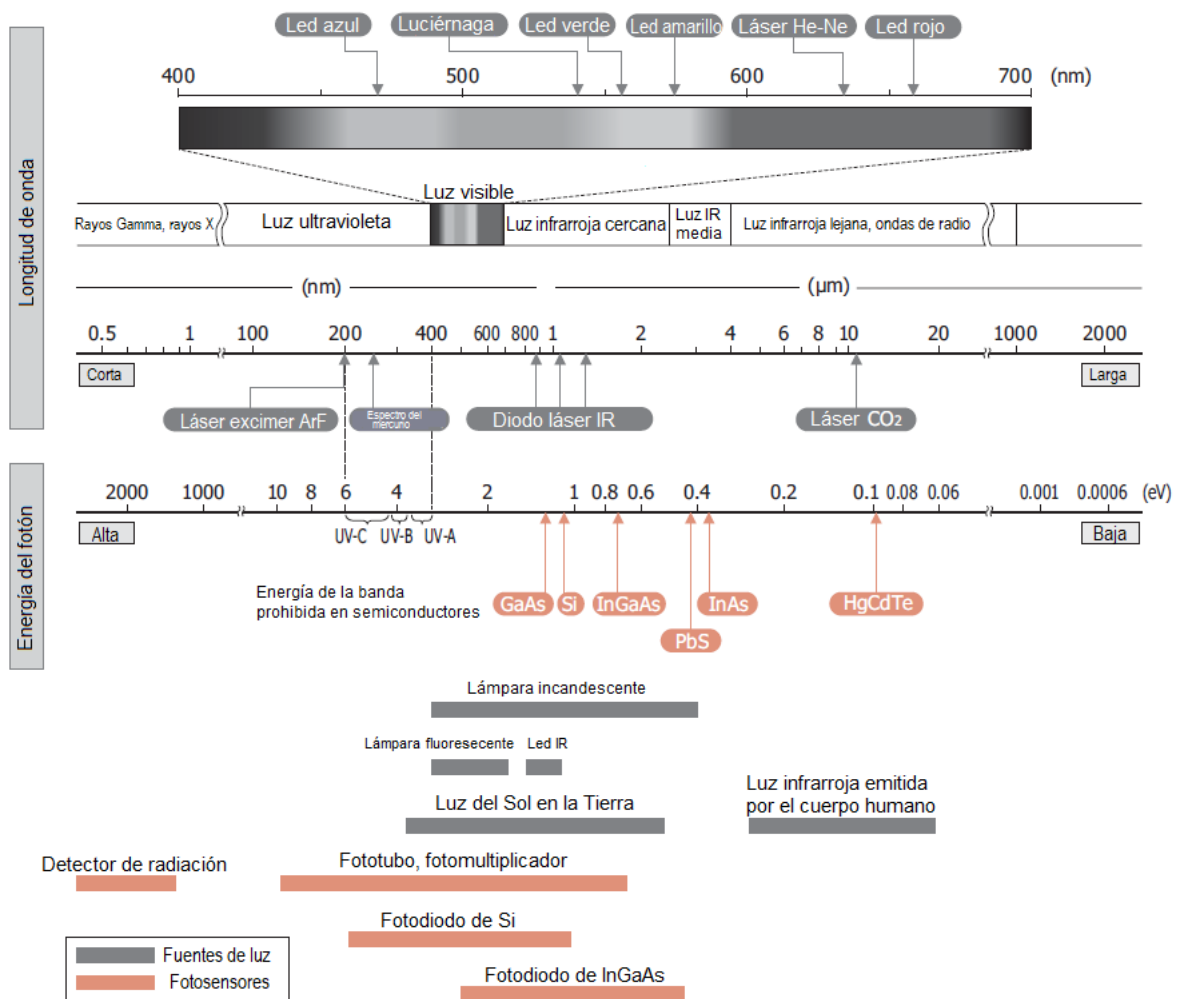 Led azul Luciérnaga Led verde Led amarillo Láser He-Ne Led rojo
400 500 600 700 (nm)
Longitud de onda
Luz visible
Rayos Gamma, rayos X Luz ultravioleta Luz infrarroja cercana Luz IR media Luz infrarroja lejana, ondas de radio
(nm) (μm)
0.5 1 100 200 400 600 800 1 2 4 6 8 10 20 1000 2000
Corta Larga
Láser excimer ArF Espectro del mercurio Diodo láser IR Láser CO2
Energía del fotón
2000 1000 10 8 6 4 2 1 0.8 0.6 0.4 0.2 0.1 0.08 0.06 0.001 0.0006 (eV)
Alta UV-C UV-B UV-A Baja
Energía de la banda
prohibida en semiconductores
GaAs Si InGaAs InAs HgCdTe
PbS
Lámpara incandescente
Lámpara fluoresecente Led IR
Luz infrarroja emitida
por el cuerpo humano
Luz del Sol en la Tierra
Detector de radiación Fototubo, fotomultiplicador
Fotodiodo de Si
Fuentes de luz
Fotosensores
Fotodiodo de InGaAs